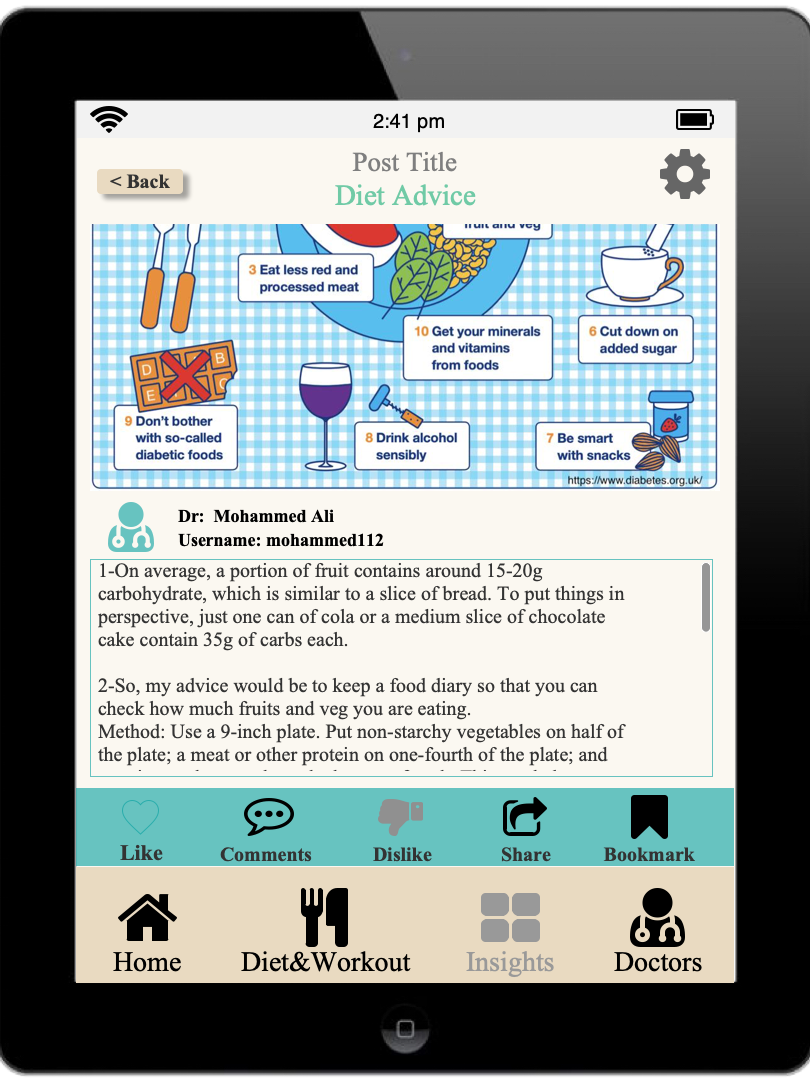 2:41 pm
Post Title
< Back
Diet Advice
fruit and veg
3 Eat less red and
processed meat
10 Get your minerals
and vitamins
from foods
6 Cut down on
added sugar
D
B
E
9 Don't bother
with so-called
diabetic foods
8 Drink alcohol
sensibly
7 Be smart
with snacks
https://www.diabetes.org.uk/
Dr: Mohammed Ali
Username: mohammed112
1-On average, a portion of fruit contains around 15-20g
carbohydrate, which is similar to a slice of bread. To put things in
perspective, just one can of cola or a medium slice of chocolate
cake contain 35g of carbs each.
2-So, my advice would be to keep a food diary so that you can
check how much fruits and veg you are eating.
Method: Use a 9-inch plate. Put non-starchy vegetables on half of
the plate; a meat or other protein on one-fourth of the plate; and
Like
Comments
Dislike
Share
Bookmark
Home
Diet&Workout
Insights
Doctors